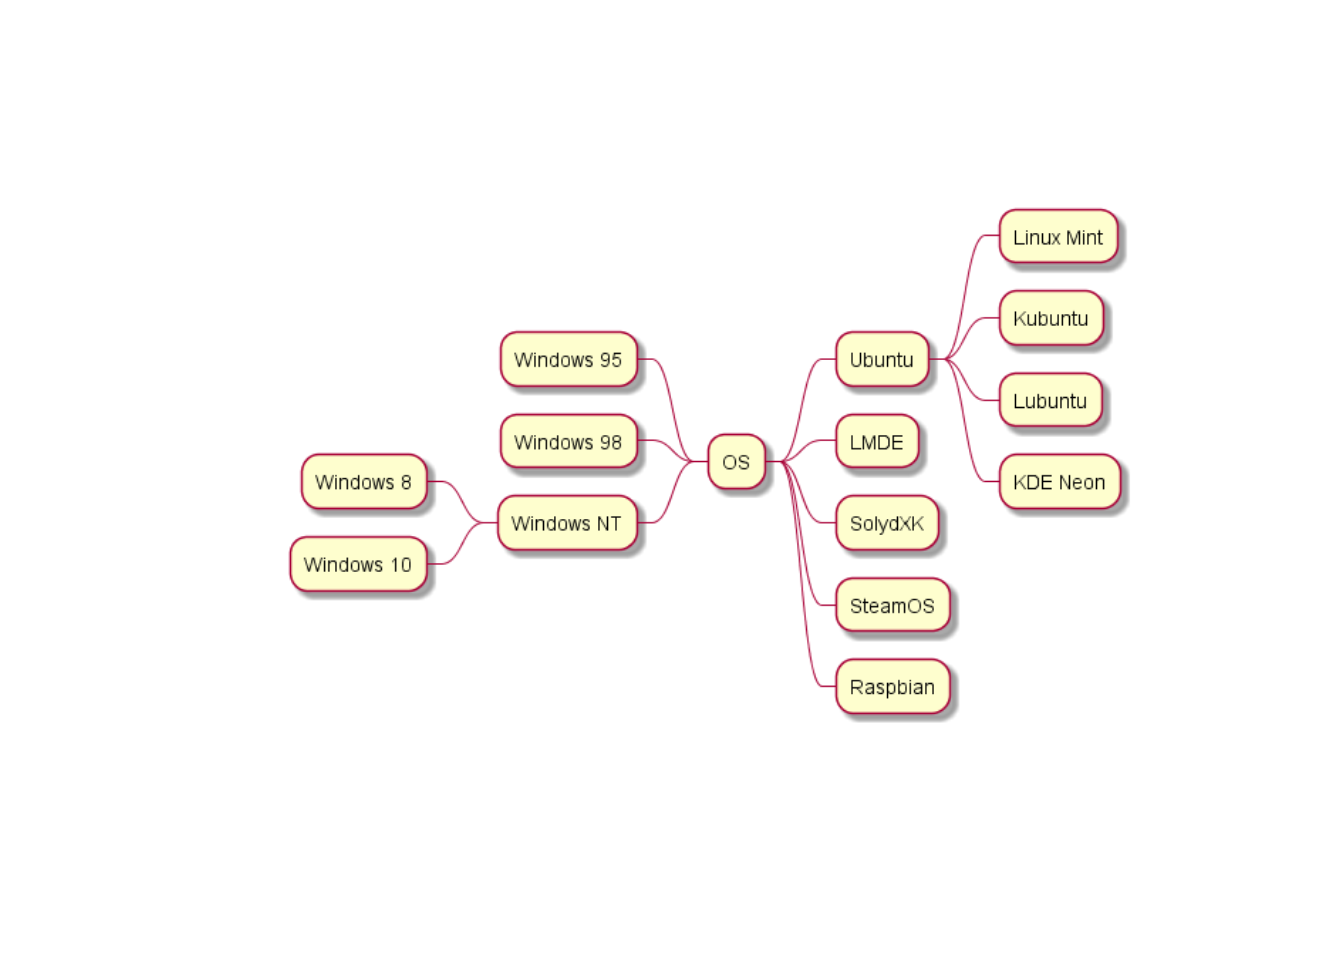 OS
Ubuntu
Linux Mint
Kubuntu
Lubuntu
KDE Neon
LMDE
SolydXK
SteamOS
Raspbian
Windows 95
Windows 98
Windows NT
Windows 8
Windows 10